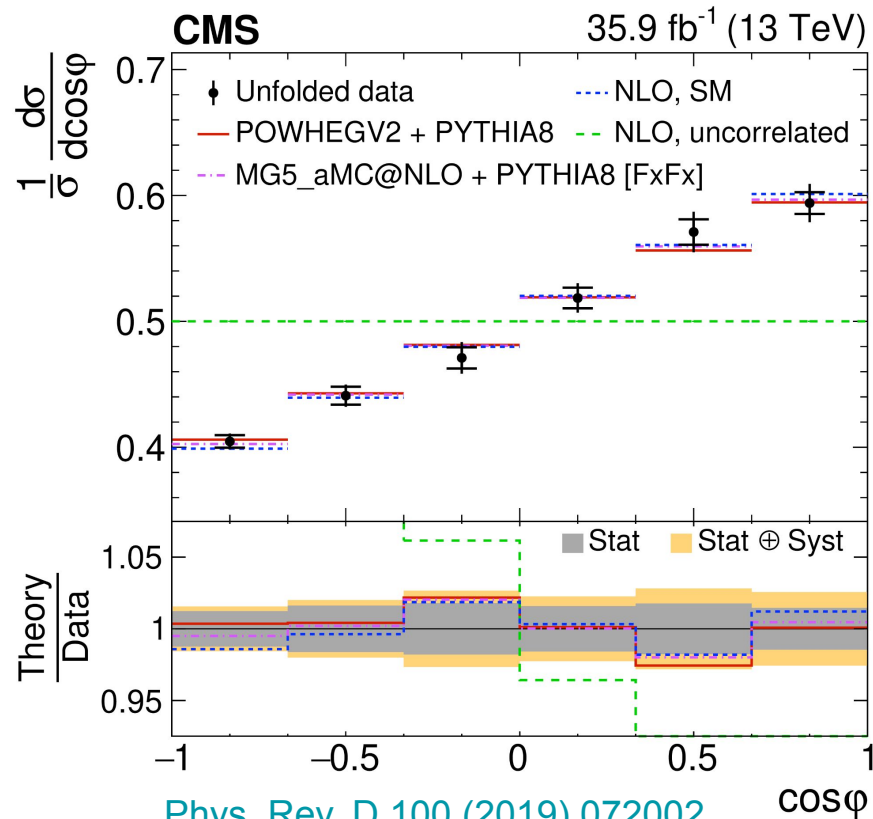 CMS 35.9 fb⁻¹ (13 TeV)
1/σ dσ/dcosφ
0.7
Unfolded data NLO, SM
POWHEGV2 + PYTHIA8 NLO, uncorrelated
MG5_aMC@NLO + PYTHIA8 [FxFx]
0.6
0.5
0.4
Stat Stat ⊕ Syst
Theory/Data
1.05
1
0.95
−1 −0.5 0 0.5 1
cosφ
Phys. Rev. D 100 (2019) 072002